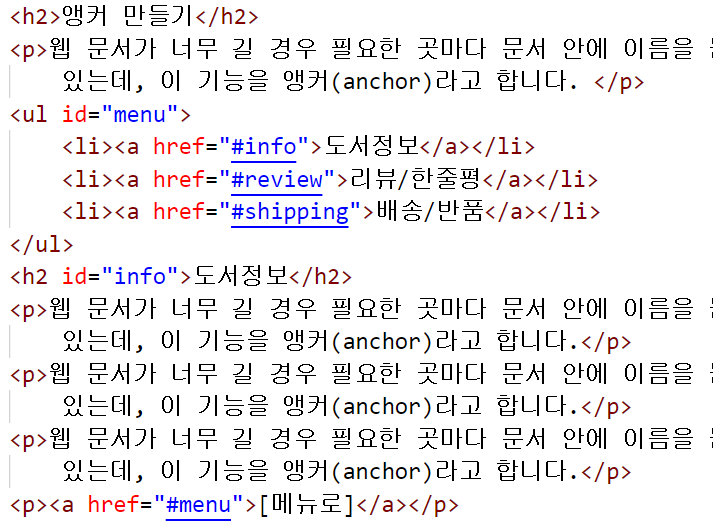 <h2>앵커 만들기</h2>
<p>웹 문서가 너무 길 경우 필요한 곳마다 문서 안에 이름을
있는데, 이 기능을 앵커(anchor)라고 합니다. </p>
<ul id="menu">
<li><a href="#info">도서정보</a></li>
<li><a href="#review">리뷰/한줄평</a></li>
<li><a href="#shipping">배송/반품</a></li>
</ul>
<h2 id="info">도서정보</h2>
<p>웹 문서가 너무 길 경우 필요한 곳마다 문서 안에 이름을
있는데, 이 기능을 앵커(anchor)라고 합니다.</p>
<p>웹 문서가 너무 길 경우 필요한 곳마다 문서 안에 이름을
있는데, 이 기능을 앵커(anchor)라고 합니다.</p>
<p>웹 문서가 너무 길 경우 필요한 곳마다 문서 안에 이름을
있는데, 이 기능을 앵커(anchor)라고 합니다.</p>
<p><a href="#menu">[메뉴로]</a></p>